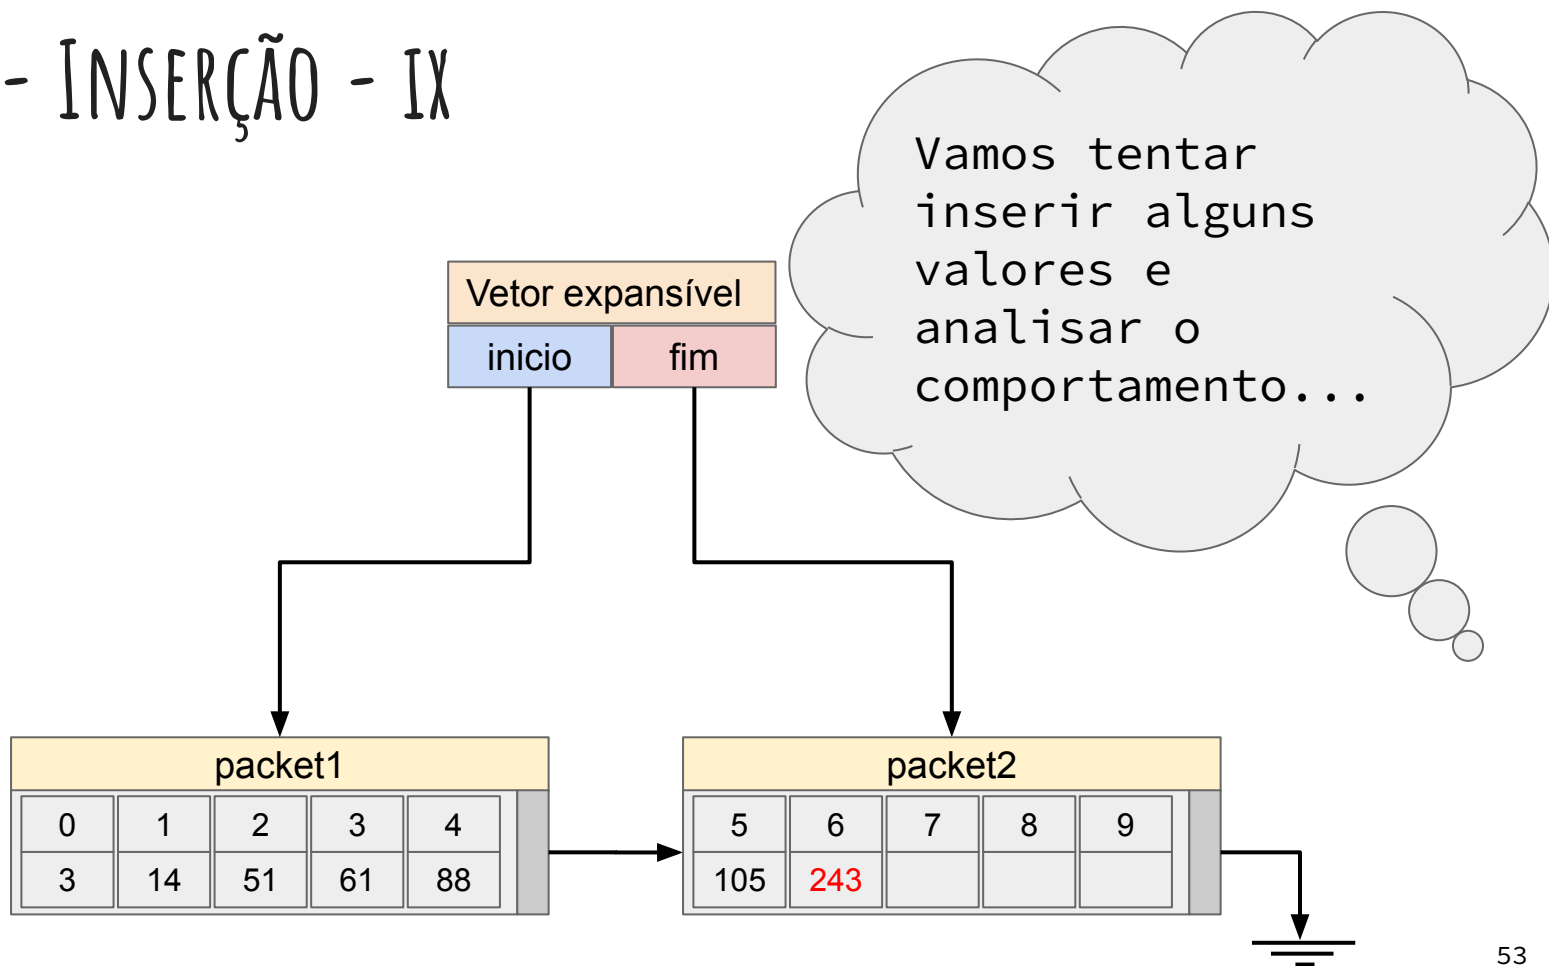 - Inserção - ix
Vamos tentar
inserir alguns
valores e
analisar o
comportamento...
Vetor expansível
inicio fim
packet1
0 1 2 3 4
3 14 51 61 88
packet2
5 6 7 8 9
105 243
53